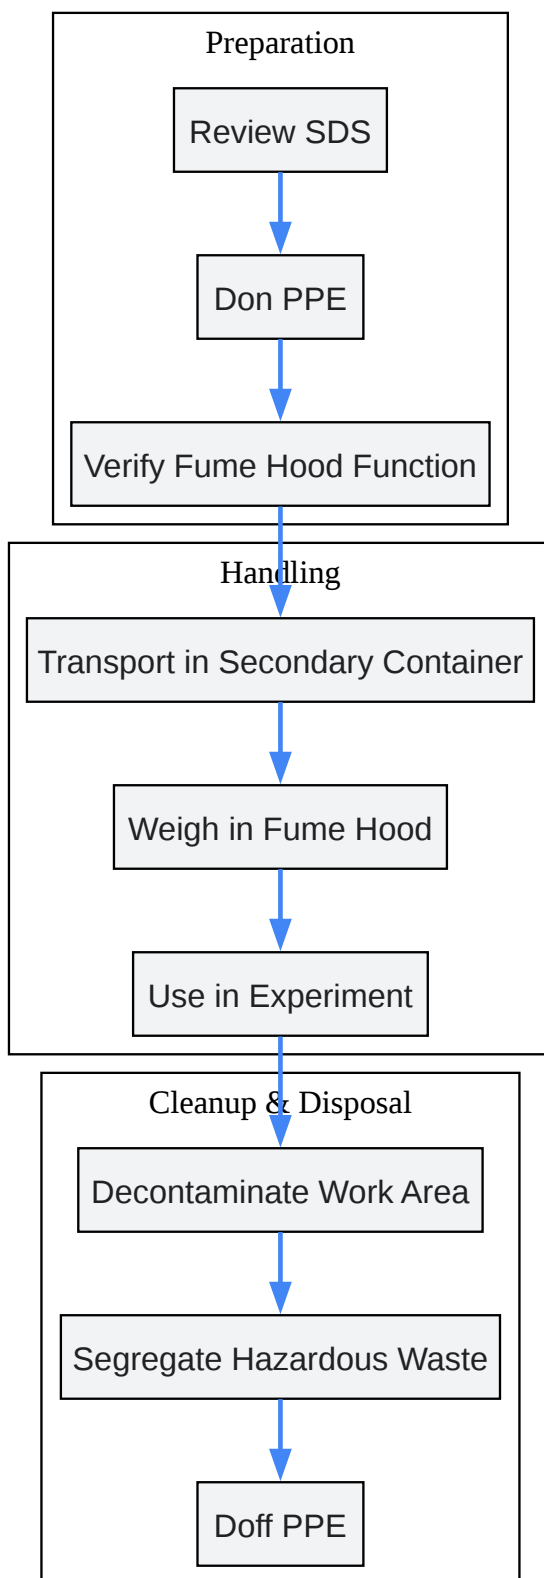 Preparation
Review SDS
Don PPE
Verify Fume Hood Function
Handling
Transport in Secondary Container
Weigh in Fume Hood
Use in Experiment
Cleanup & Disposal
Decontaminate Work Area
Segregate Hazardous Waste
Doff PPE